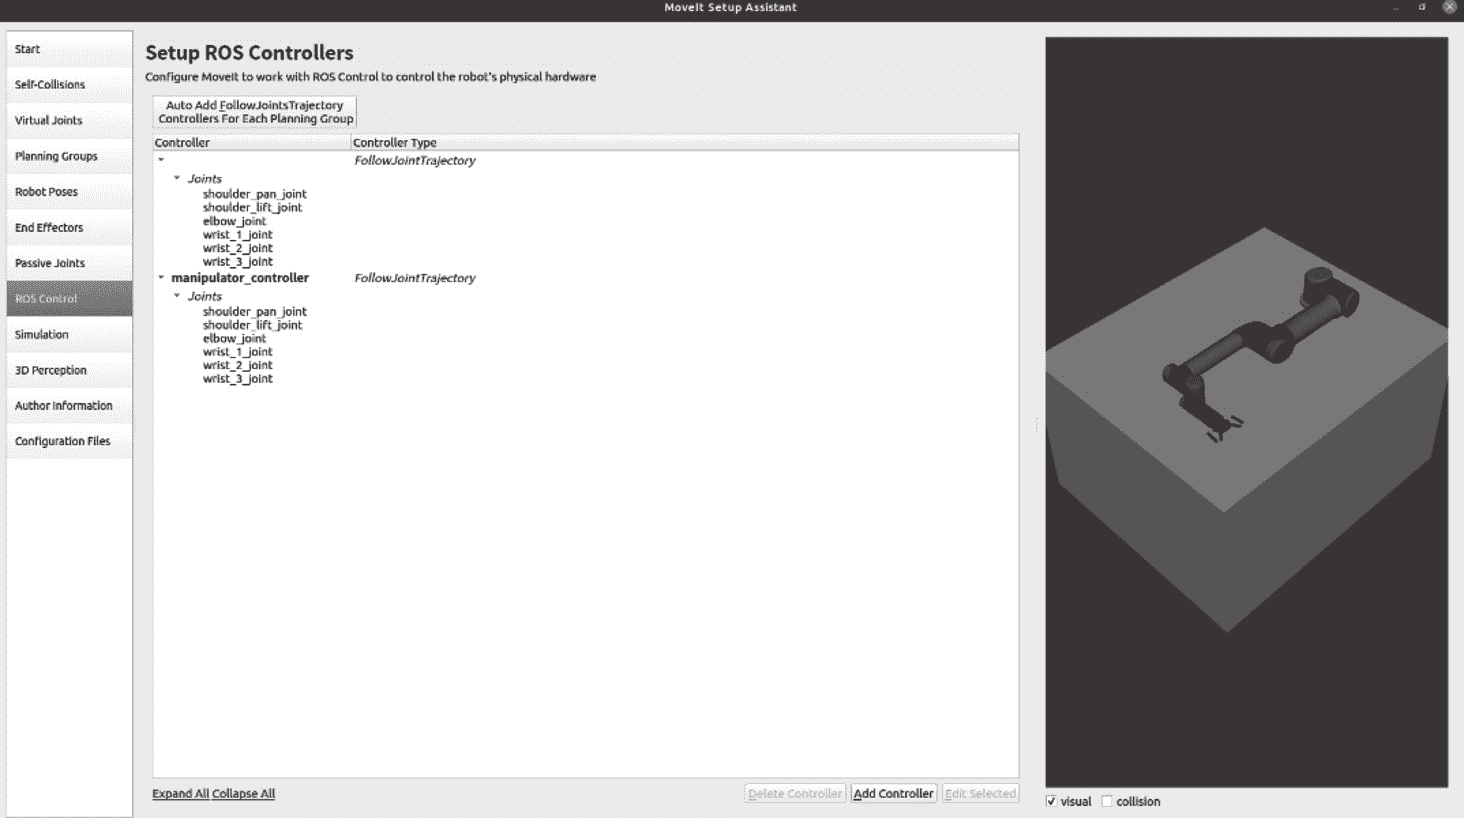 MoveIt Setup Assistant
Start
Self-Collisions
Virtual Joints
Planning Groups
Robot Poses
End Effectors
Passive Joints
ROS Control
Simulation
3D Perception
Author Information
Configuration Files
Setup ROS Controllers
Configure MoveIt to work with ROS Control to control the robot's physical hardware
Auto Add FollowJointsTrajectory
Controllers For Each Planning Group
Controller Controller Type
FollowJointTrajectory
Joints
shoulder_pan_joint
shoulder_lift_joint
elbow_joint
wrist_1_joint
wrist_2_joint
wrist_3_joint
manipulator_controller FollowJointTrajectory
Joints
shoulder_pan_joint
shoulder_lift_joint
elbow_joint
wrist_1_joint
wrist_2_joint
wrist_3_joint
Expand All Collapse All Delete Controller Add Controller Edit Selected
visual collision